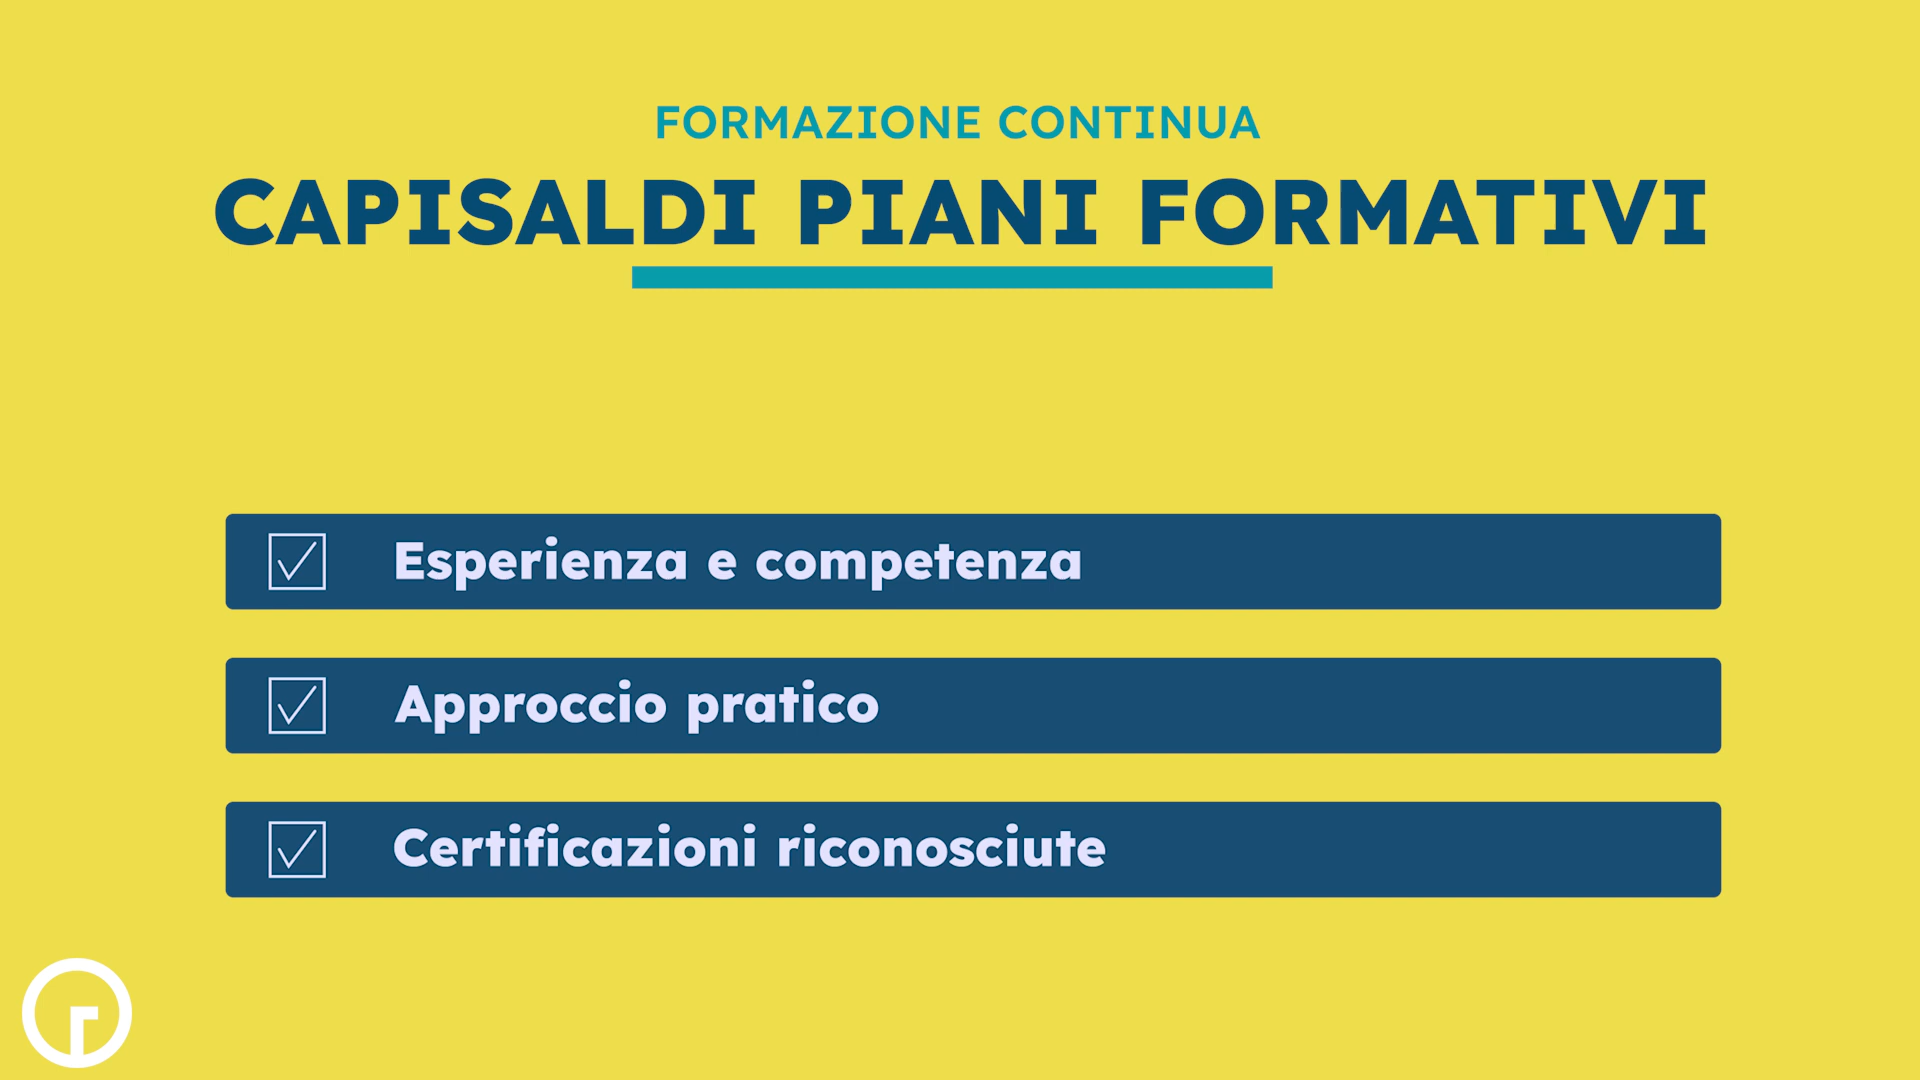 FORMAZIONE CONTINUA
CAPISALDI PIANI FORMATIVI
Esperienza e competenza
Approccio pratico
Certificazioni riconosciute